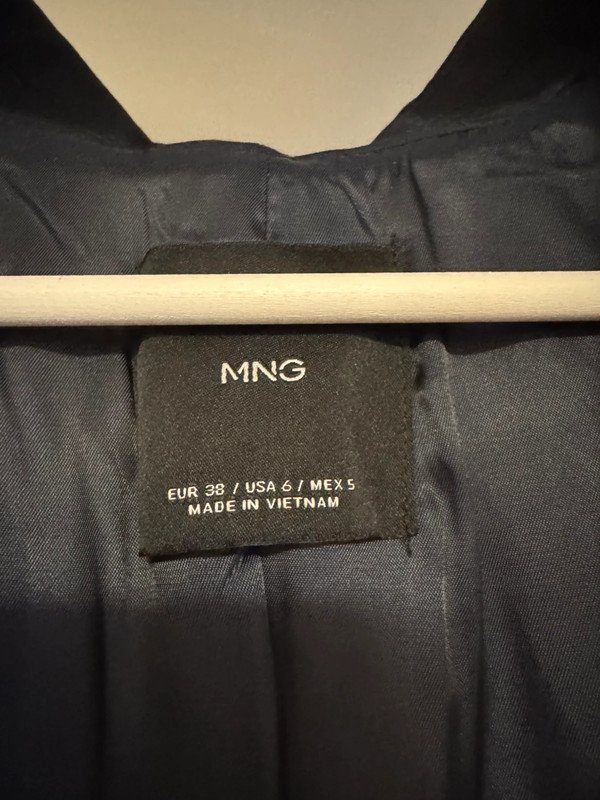 MNG
EUR 38 / USA 6 / MEX 5
MADE IN VIETNAM